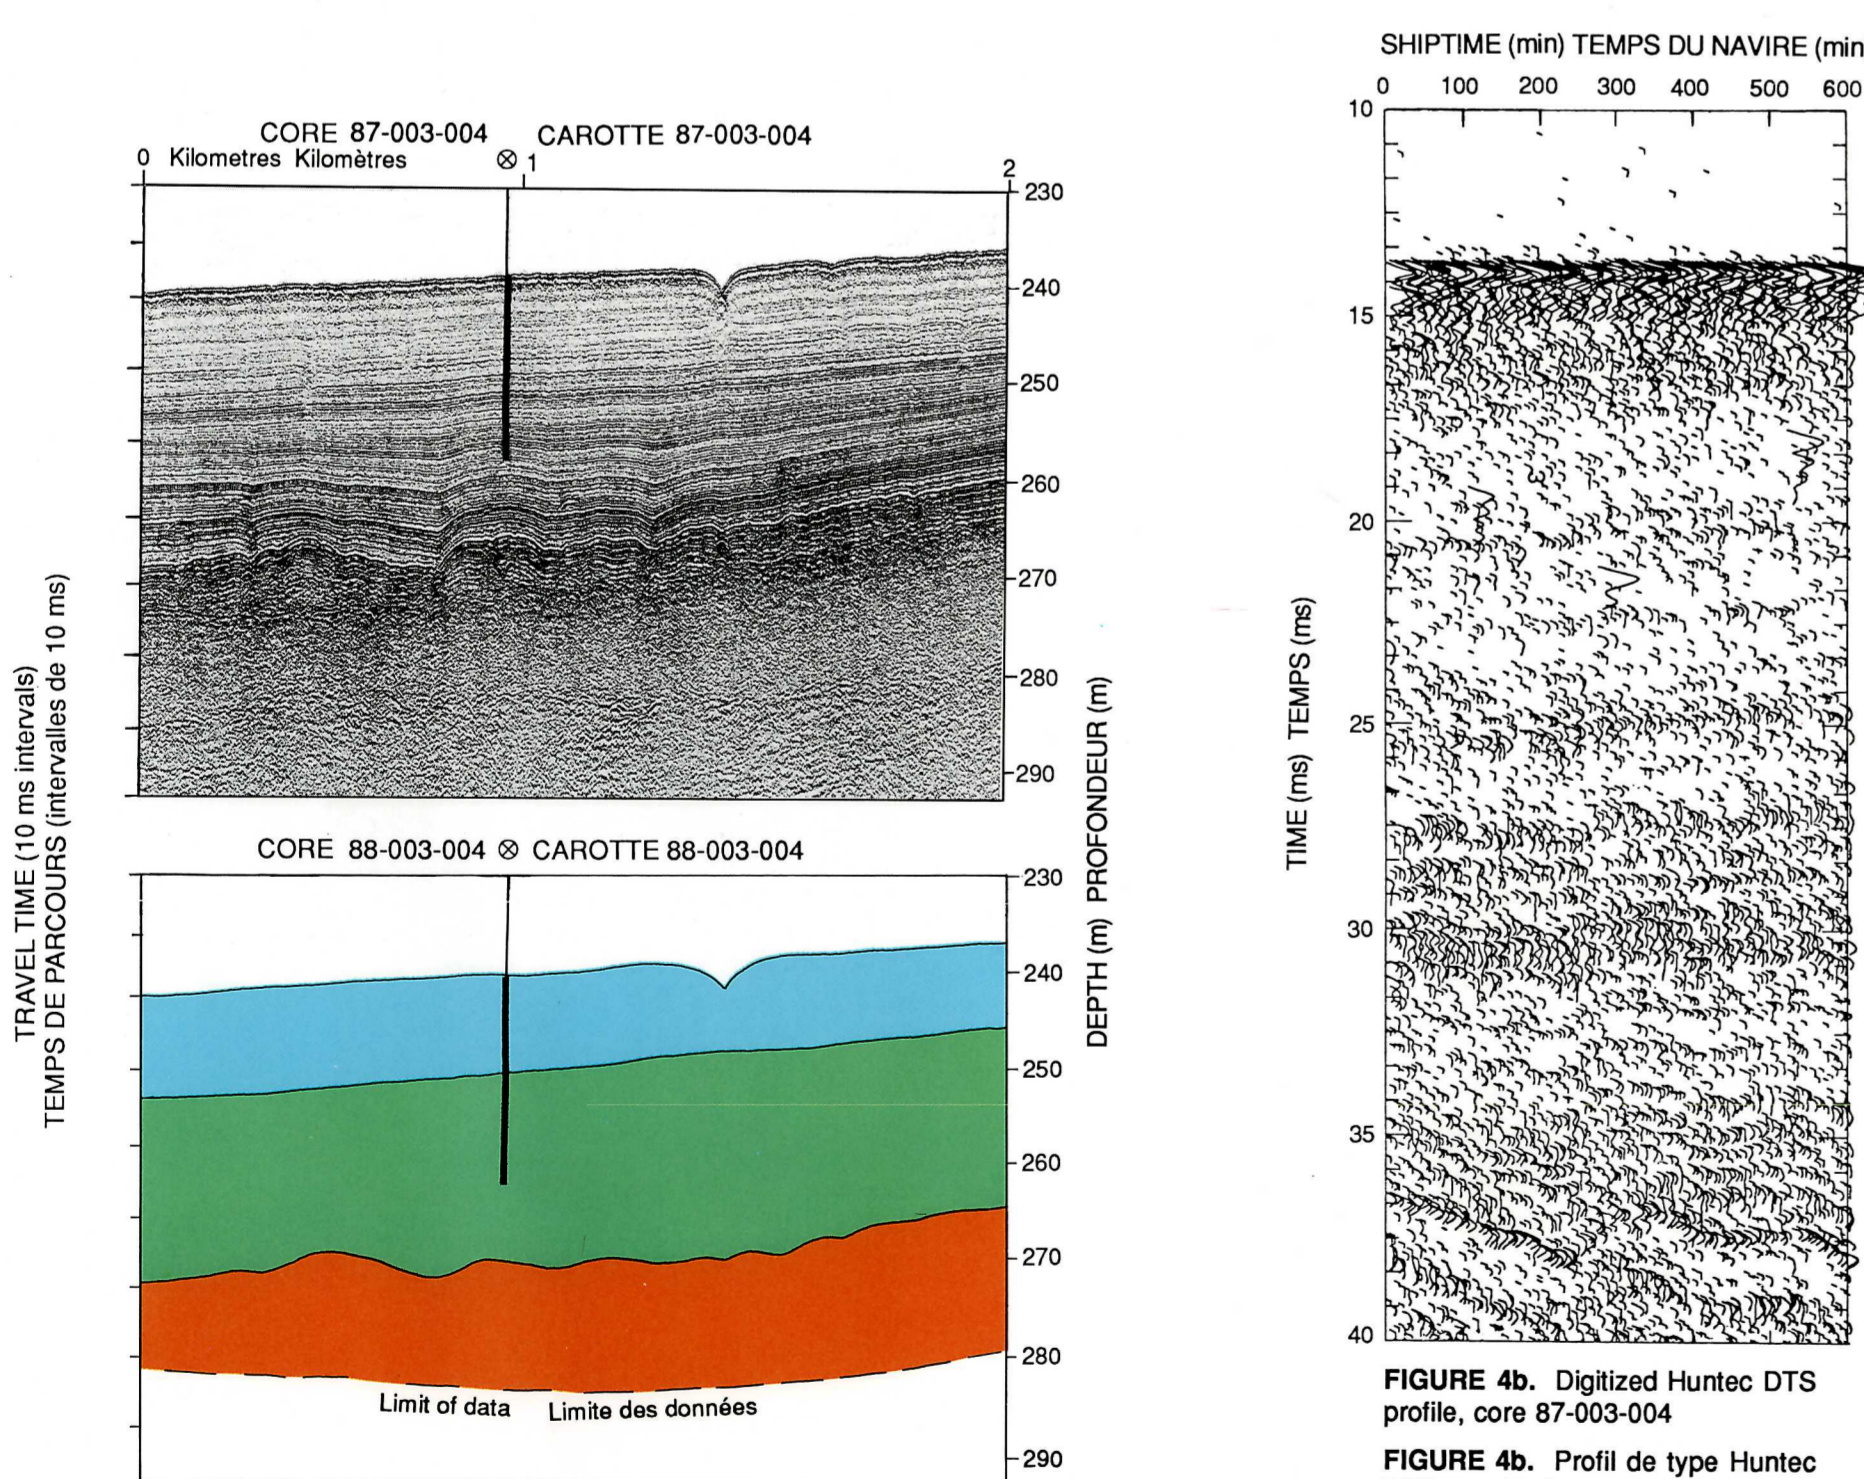 CORE 87-003-004 CAROTTE 87-003-004
0 Kilometres Kilomètres 1 2
230
240
250
260
270
280
290
TRAVEL TIME (10 ms intervals)
TEMPS DE PARCOURS (intervalles de 10 ms)
DEPTH (m) PROFONDEUR (m)
CORE 88-003-004 CAROTTE 88-003-004
230
240
250
260
270
280
290
Limit of data Limite des données
SHIPTIME (min) TEMPS DU NAVIRE (min
0 100 200 300 400 500 600
10
15
20
25
30
35
40
TIME (ms) TEMPS (ms)
FIGURE 4b. Digitized Huntec DTS
profile, core 87-003-004
FIGURE 4b. Profil de type Huntec